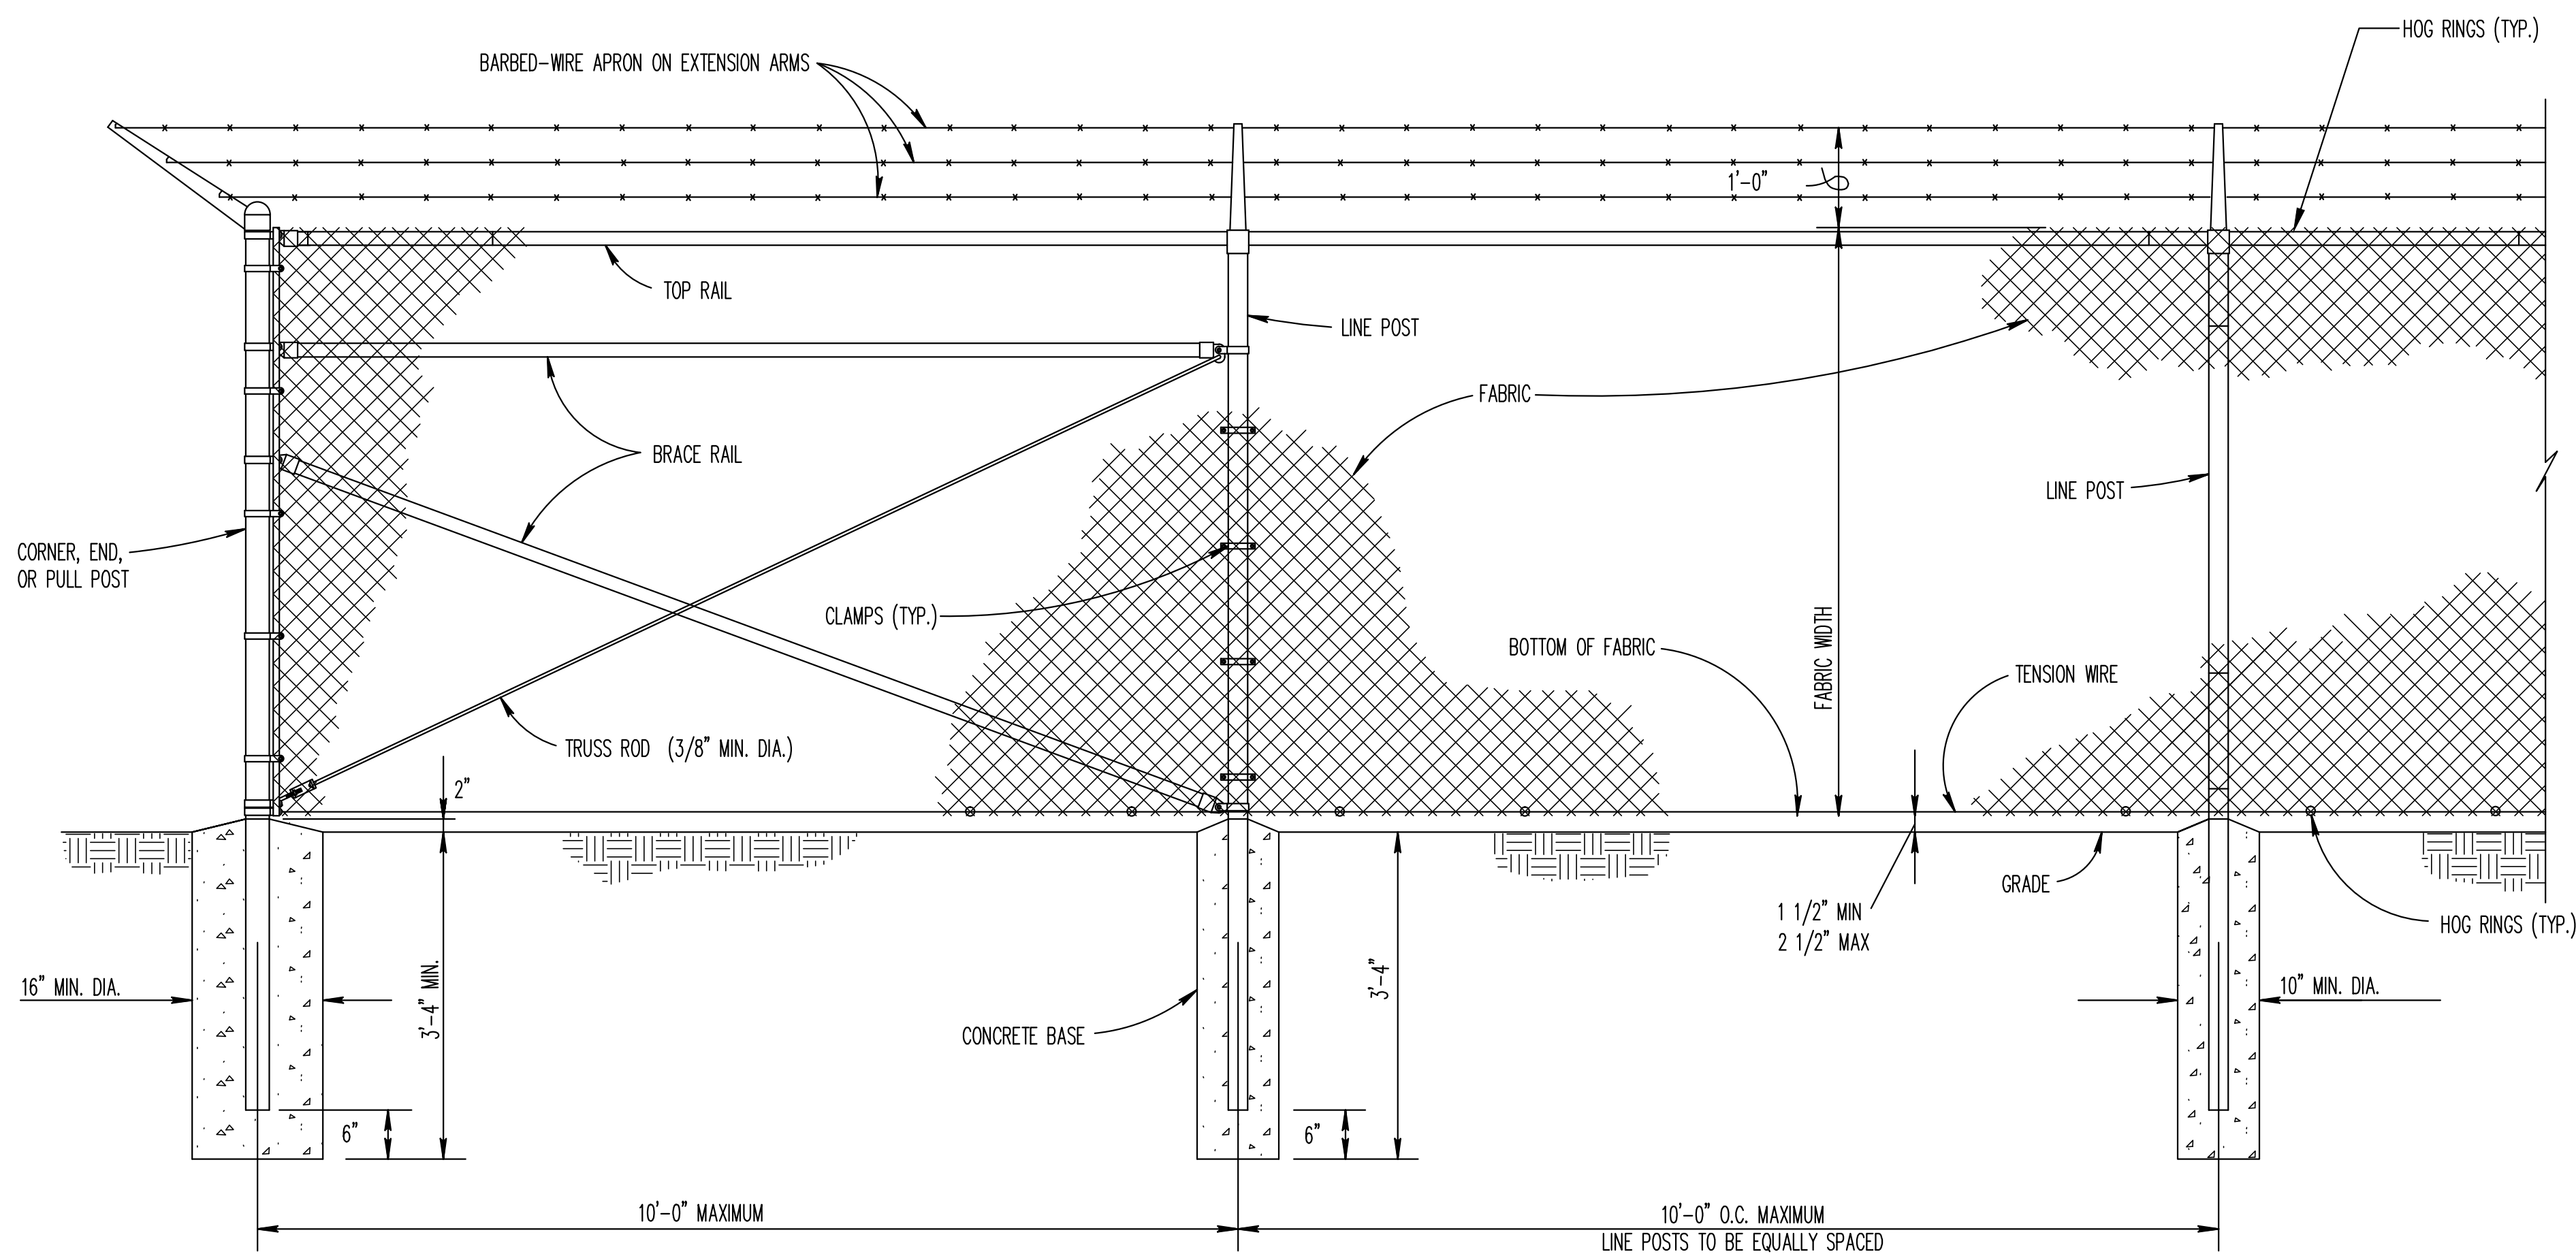 HOG RINGS (TYP.)
BARBED-WIRE APRON ON EXTENSION ARMS
1'-0"
TOP RAIL
LINE POST
FABRIC
BRACE RAIL
LINE POST
CORNER, END,
OR PULL POST
CLAMPS (TYP.)
FABRIC WIDTH
BOTTOM OF FABRIC
TENSION WIRE
TRUSS ROD (3/8" MIN. DIA.)
2"
GRADE
1 1/2" MIN
2 1/2" MAX
HOG RINGS (TYP.)
16" MIN. DIA.
3'-4" MIN.
3'-4"
10" MIN. DIA.
CONCRETE BASE
6"
6"
10'-0" MAXIMUM
10'-0" O.C. MAXIMUM
LINE POSTS TO BE EQUALLY SPACED